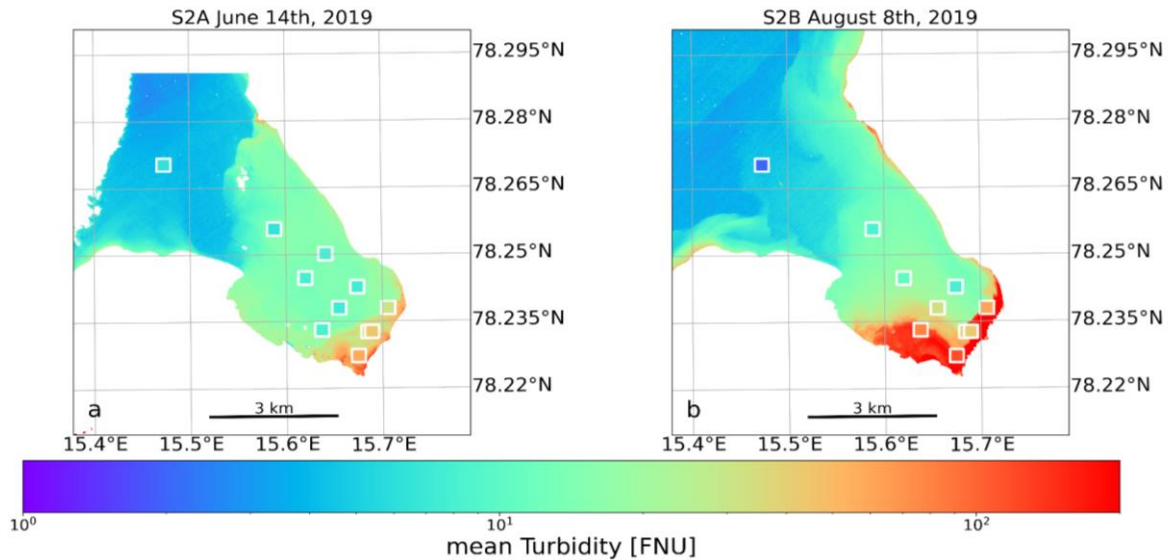 S2A June 14th, 2019
S2B August 8th, 2019
78.295°N
78.28°N
78.265°N
78.25°N
78.235°N
78.22°N
78.295°N
78.28°N
78.265°N
78.25°N
78.235°N
78.22°N
a
3 km
b
3 km
15.4°E 15.5°E 15.6°E 15.7°E
15.4°E 15.5°E 15.6°E 15.7°E
10⁰ 10¹ 10²
mean Turbidity [FNU]